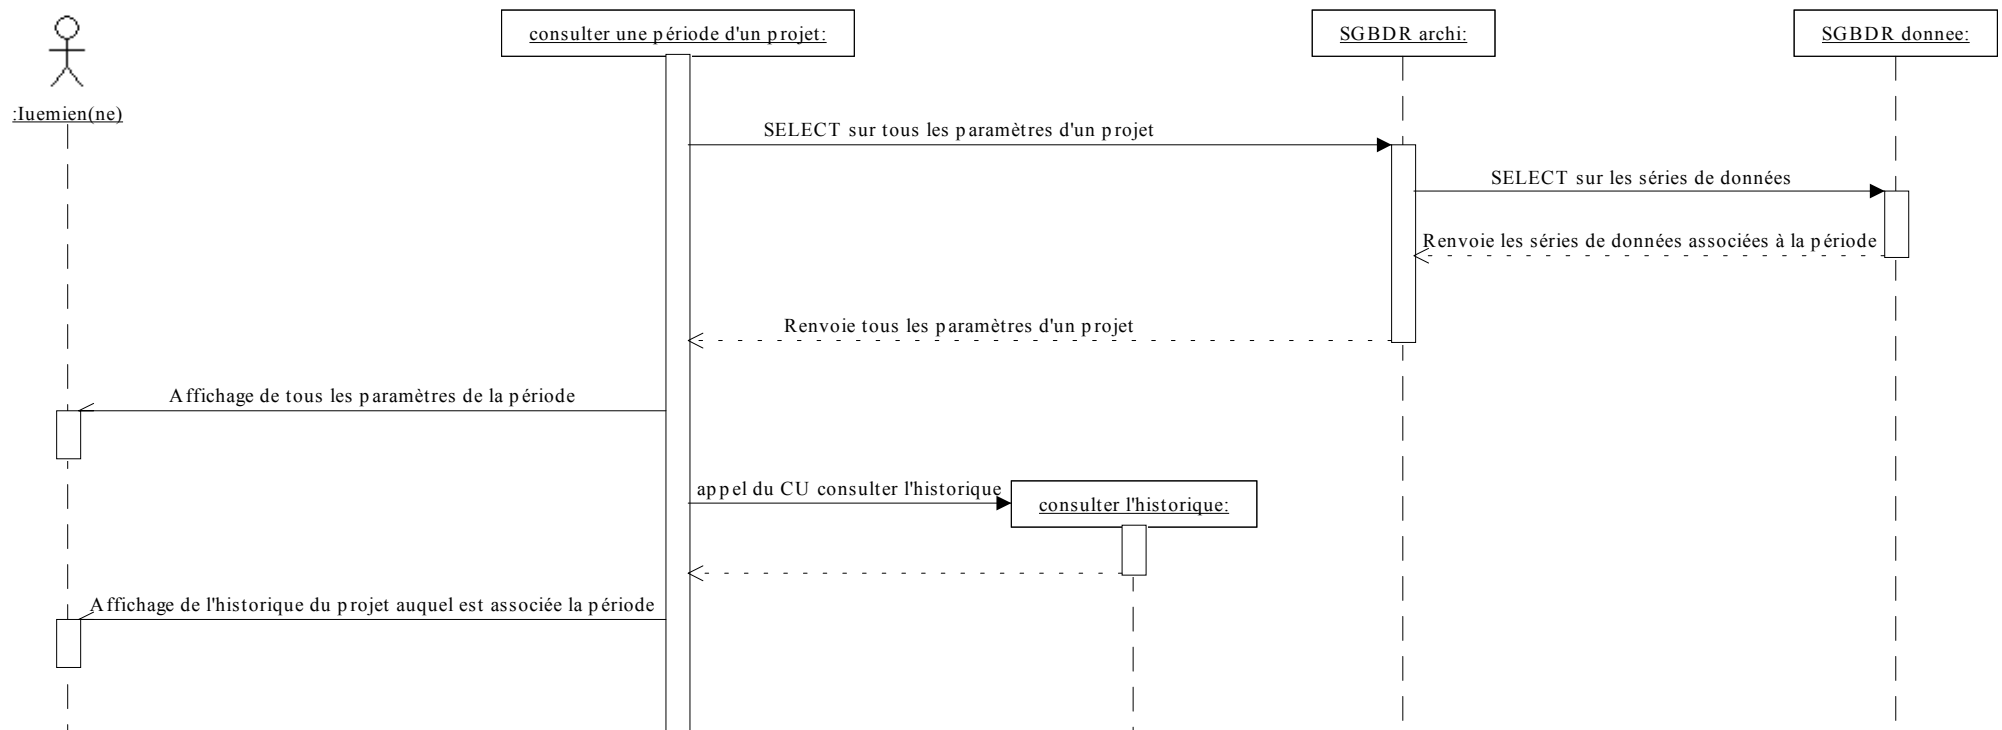 consulter une période d'un projet:
SGBDR archi:
SGBDR donnee:
:Iuemien(ne)
SELECT sur tous les paramètres d'un projet
SELECT sur les séries de données
Renvoie les séries de données associées à la période
Renvoie tous les paramètres d'un projet
Affichage de tous les paramètres de la période
appel du CU consulter l'historique
consulter l'historique:
Affichage de l'historique du projet auquel est associée la période